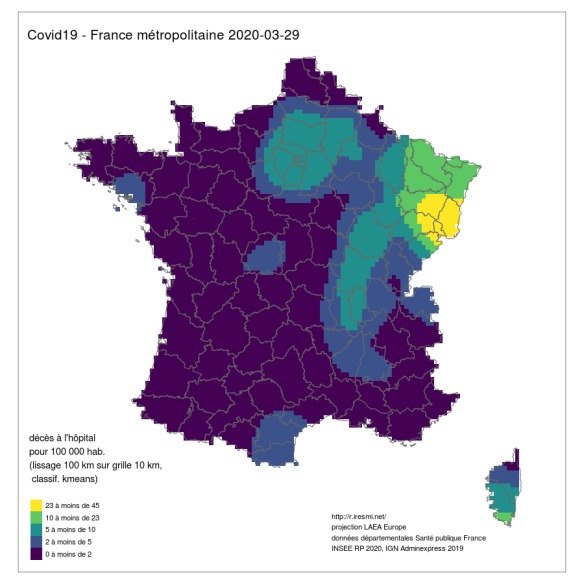 Covid19 - France métropolitaine 2020-03-29
décès à l'hôpital
pour 100 000 hab.
(lissage 100 km sur grille 10 km,
classif. kmeans)
23 à moins de 45
10 à moins de 23
5 à moins de 10
2 à moins de 5
0 à moins de 2
http://r.iresmi.net/
projection LAEA Europe
données départementales Santé publique France
INSEE RP 2020, IGN Adminexpress 2019